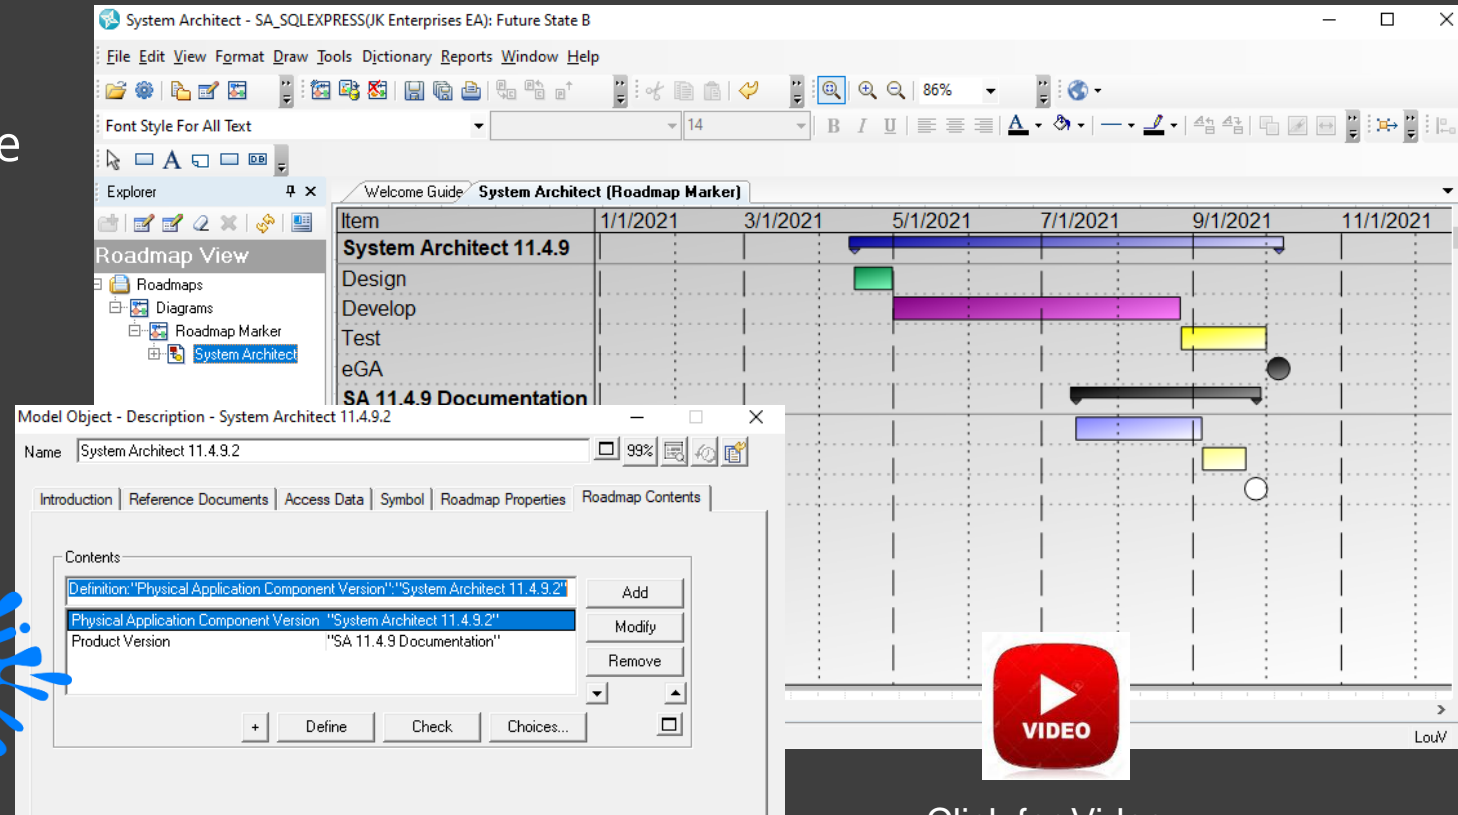 System Architect - SA_SQLEXPRESS(JK Enterprises EA): Future State B
File Edit View Format Draw Tools Dictionary Reports Window Help
86%
Font Style For All Text
14
B I U A
A DB
e
Explorer
Welcome Guide System Architect (Roadmap Marker)
Item 1/1/2021 3/1/2021 5/1/2021 7/1/2021 9/1/2021 11/1/2021
Roadmap View
System Architect 11.4.9
Roadmaps
Design
Diagrams
Develop
Roadmap Marker
Test
System Architect
eGA
SA 11.4.9 Documentation
Model Object - Description - System Architect 11.4.9.2
Name System Architect 11.4.9.2
99%
Introduction Reference Documents Access Data Symbol Roadmap Properties Roadmap Contents
Contents
Definition:"Physical Application Component Version":"System Architect 11.4.9.2"
Add
Physical Application Component Version "System Architect 11.4.9.2"
Modify
Product Version "SA 11.4.9 Documentation"
Remove
+ Define Check Choices...
VIDEO
LouV
Click for Video